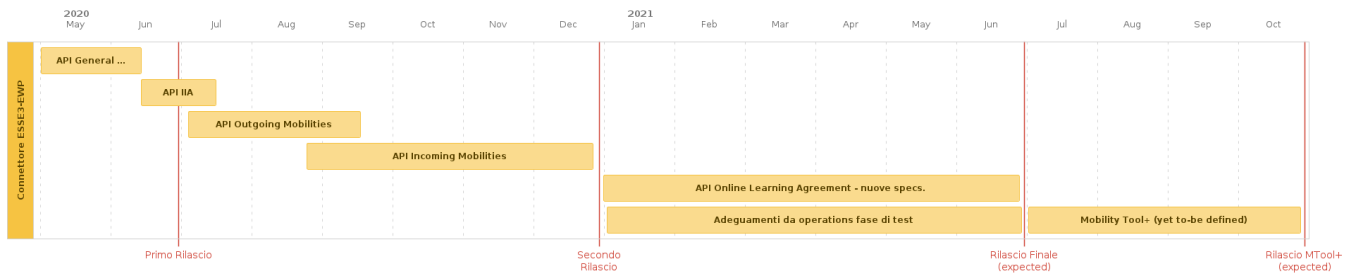 2020
2021
May Jun Jul Aug Sep Oct Nov Dec Jan Feb Mar Apr May Jun Jul Aug Sep Oct
Connettore ESSE3-EWP
API General ...
API IIA
API Outgoing Mobilities
API Incoming Mobilities
API Online Learning Agreement - nuove specs.
Adeguamenti da operations fase di test
Mobility Tool+ (yet to-be defined)
Primo Rilascio
Secondo
Rilascio
Rilascio Finale
(expected)
Rilascio MTool+
(expected)